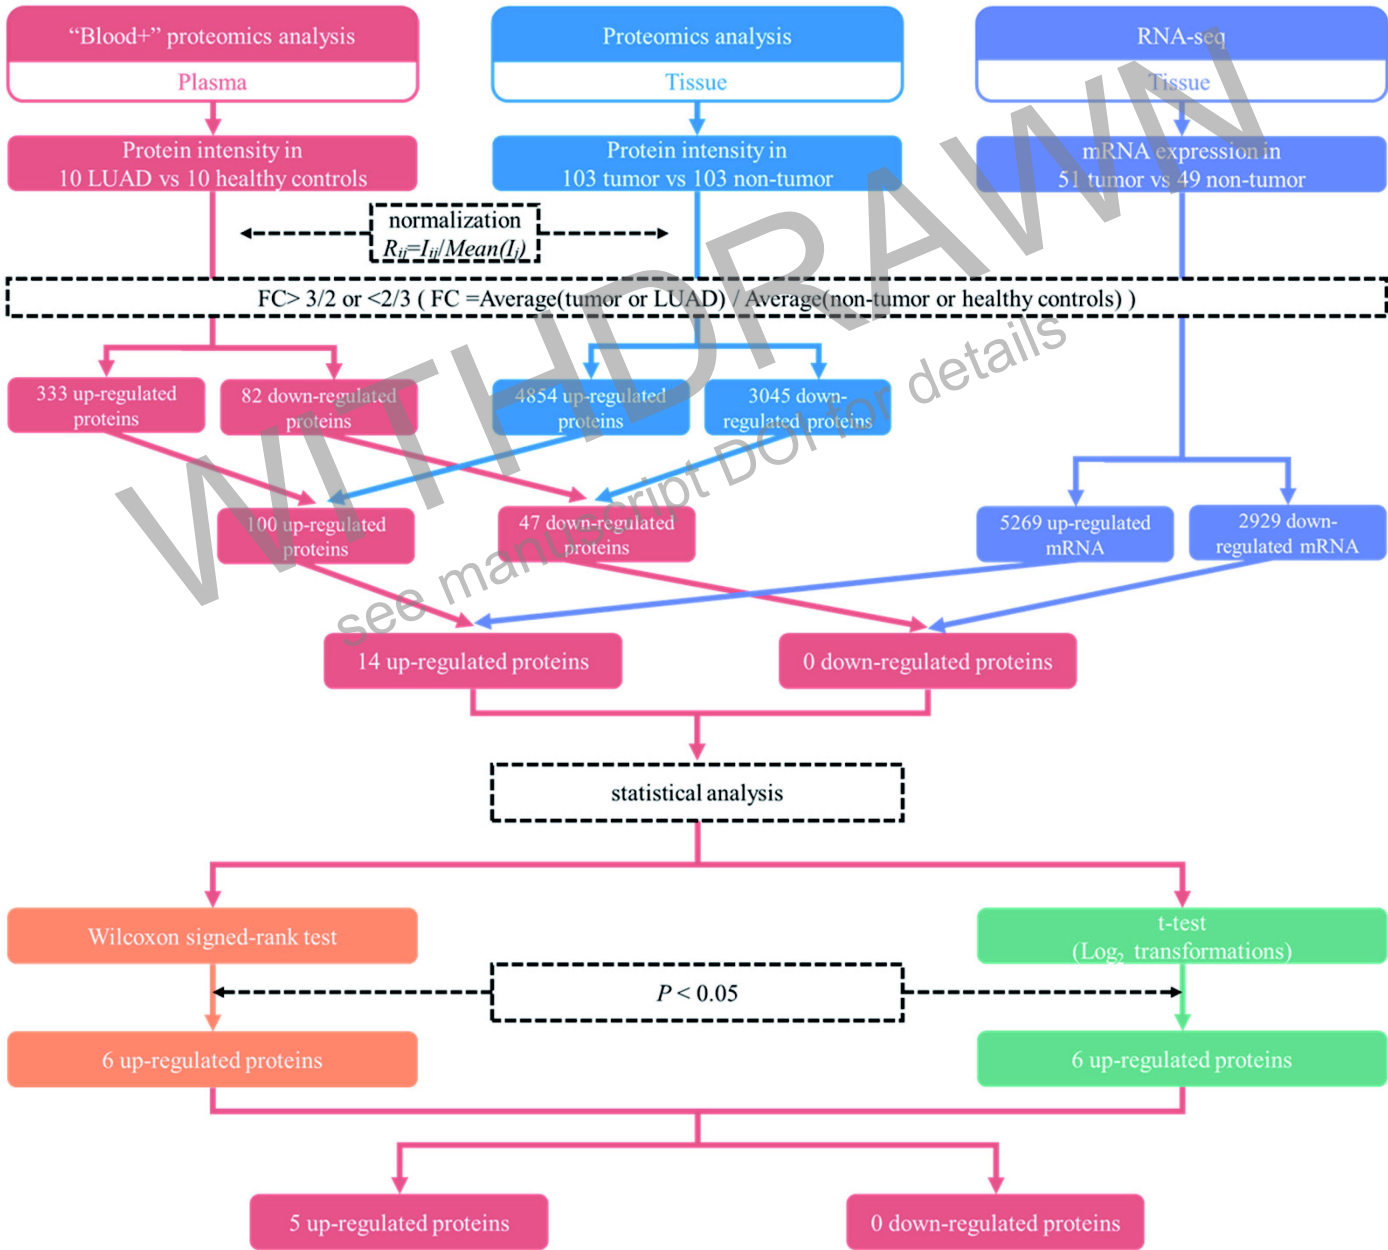 “Blood+” proteomics analysis
Plasma
Proteomics analysis
Tissue
RNA-seq
Tissue
Protein intensity in
10 LUAD vs 10 healthy controls
Protein intensity in
103 tumor vs 103 non-tumor
mRNA expression in
51 tumor vs 49 non-tumor
normalization
Rij=Iij/Mean(Ij)
FC> 3/2 or <2/3 ( FC =Average(tumor or LUAD) / Average(non-tumor or healthy controls) )
333 up-regulated
proteins
82 down-regulated
proteins
4854 up-regulated
proteins
3045 down-
regulated proteins
100 up-regulated
proteins
47 down-regulated
proteins
5269 up-regulated
mRNA
2929 down-
regulated mRNA
14 up-regulated proteins
0 down-regulated proteins
statistical analysis
Wilcoxon signed-rank test
t-test
(Log2 transformations)
P < 0.05
6 up-regulated proteins
6 up-regulated proteins
5 up-regulated proteins
0 down-regulated proteins
WITHDRAWN
see manuscript DOI for details